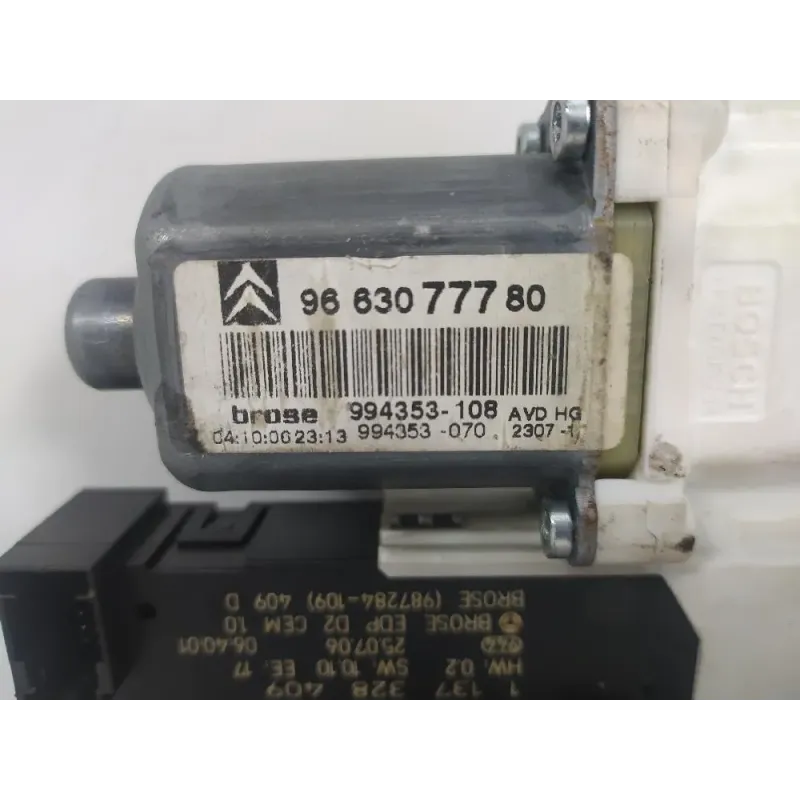 96 630 777 80
brose 994353-108 AVD HG
04:10:06 23:13 994353-070 2307-1
BOSCH
1 137 328 409
HW. 0.2 SW. 10.10 EE. 17
25.07.06 06.40.01
BROSE EDP D2 CEM 1.0
BROSE (987284-109) 409 D